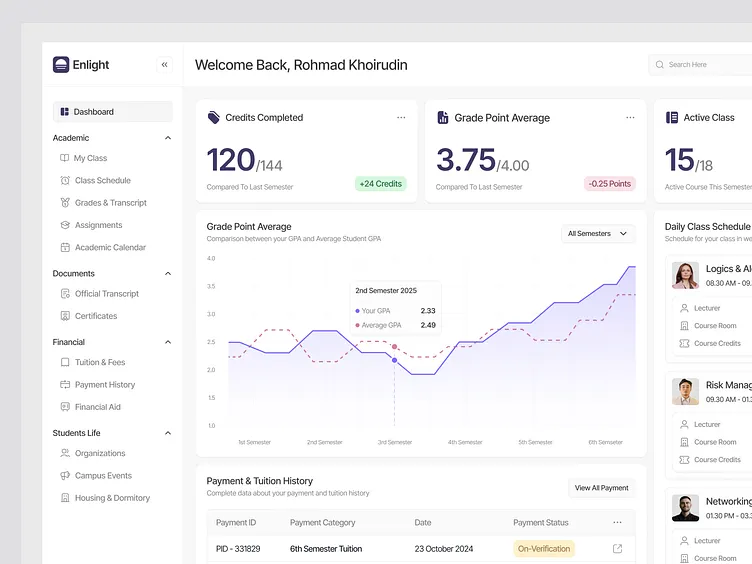 Enlight
Welcome Back, Rohmad Khoirudin
Search Here
Dashboard
Academic
My Class
Class Schedule
Grades & Transcript
Assignments
Academic Calendar
Documents
Official Transcript
Certificates
Financial
Tuition & Fees
Payment History
Financial Aid
Students Life
Organizations
Campus Events
Housing & Dormitory
Credits Completed
120/144
Compared To Last Semester
+24 Credits
Grade Point Average
3.75/4.00
Compared To Last Semester
-0.25 Points
Active Class
15/18
Active Course This Semester
Grade Point Average
Comparison between your GPA and Average Student GPA
All Semesters
4.0
3.5
3.0
2.5
2.0
1.5
1.0
2nd Semester 2025
Your GPA 2.33
Average GPA 2.49
1st Semester
2nd Semester
3rd Semester
4th Semester
5th Semester
6th Semseter
Daily Class Schedule
Schedule for your class in we
Logics & Al
08.30 AM - 09.
Lecturer
Course Room
Course Credits
Risk Manag
09.30 AM - 01.3
Lecturer
Course Room
Course Credits
Networking
01.30 PM - 03.3
Lecturer
Course Room
Payment & Tuition History
Complete data about your payment and tuition history
View All Payment
Payment ID Payment Category Date Payment Status
PID - 331829 6th Semester Tuition 23 October 2024 On-Verification